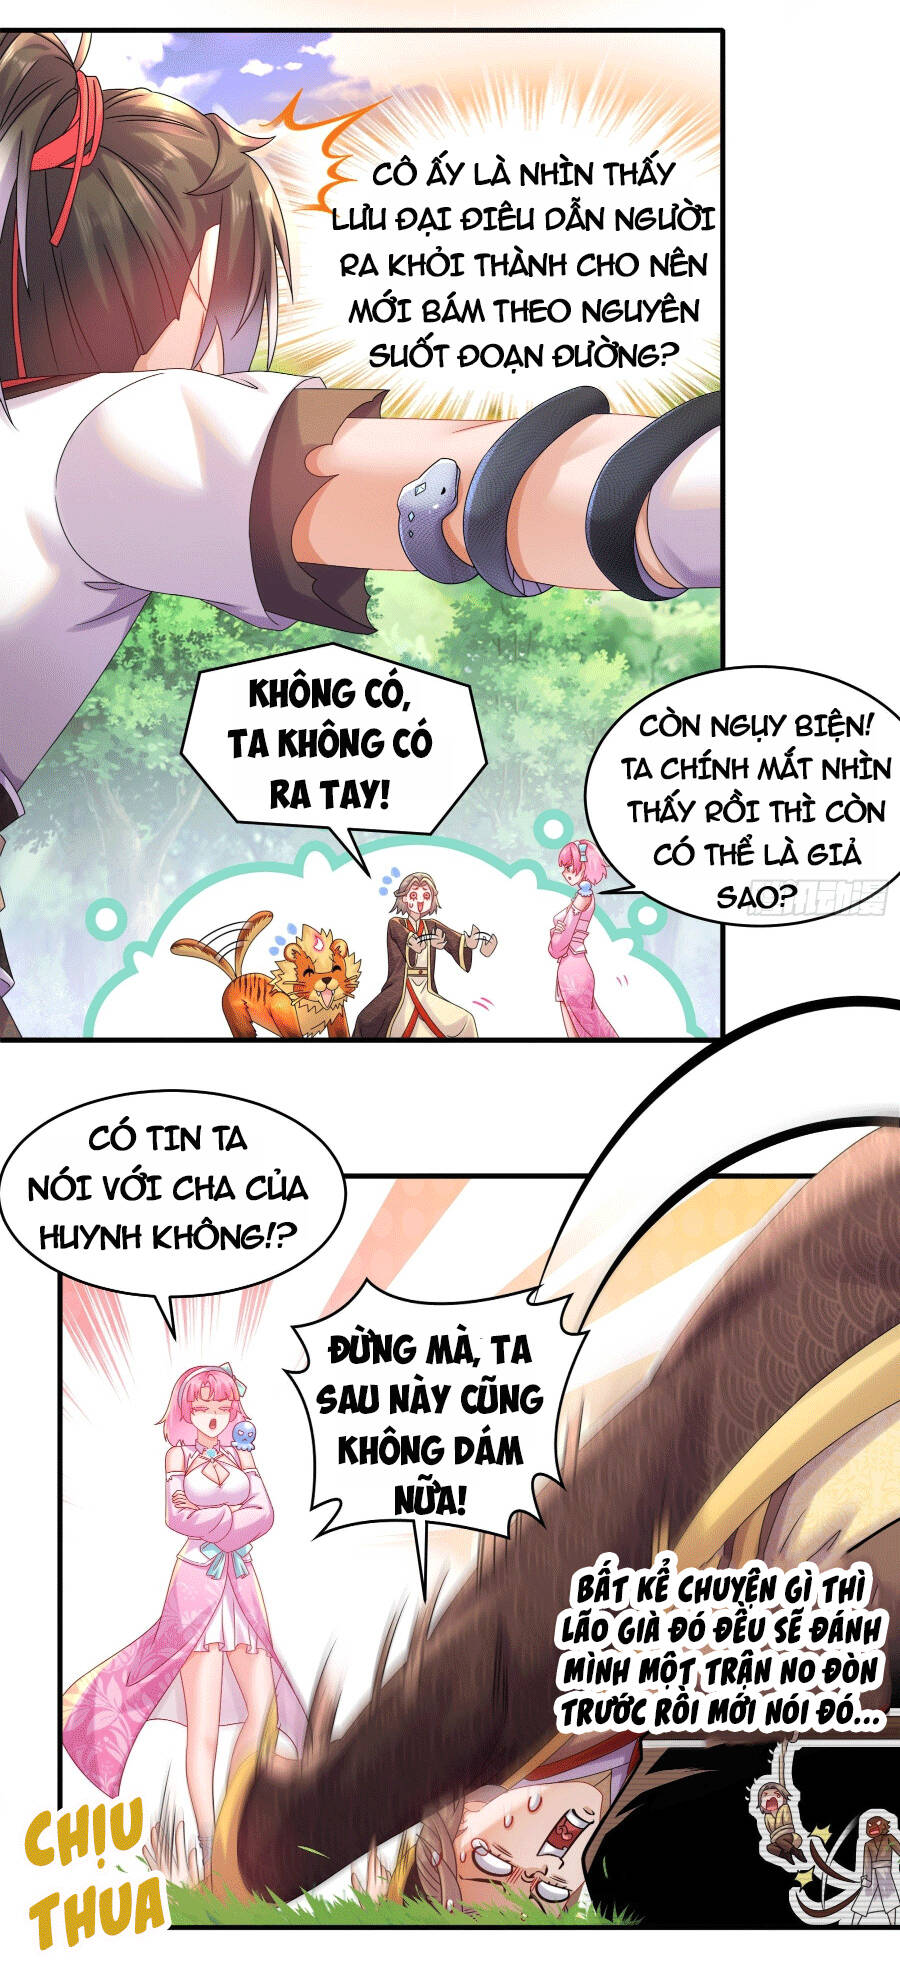 CÔ ẤY LÀ NHÌN THẤY
LƯU ĐẠI ĐIÊU DẪN NGƯỜI
RA KHỎI THÀNH CHO NÊN
MỚI BÁM THEO NGUYÊN
SUỐT ĐOẠN ĐƯỜNG?
KHÔNG CÓ,
TA KHÔNG CÓ
RA TAY!
CÒN NGỤY BIỆN!
TA CHÍNH MẮT NHÌN
THẤY RỒI THÌ CÒN
CÓ THỂ LÀ GIẢ
SAO?
CÓ TIN TA
NÓI VỚI CHA CỦA
HUYNH KHÔNG!?
ĐỪNG MÀ, TA
SAU NÀY CŨNG
KHÔNG DÁM
NỮA!
BẤT KỂ CHUYỆN GÌ THÌ
LÃO GIÀ ĐÓ ĐỀU SẼ ĐÁNH
MÌNH MỘT TRẬN NO ĐÒN
TRƯỚC RỒI MỚI NÓI ĐÓ...
CHỊU
THUA